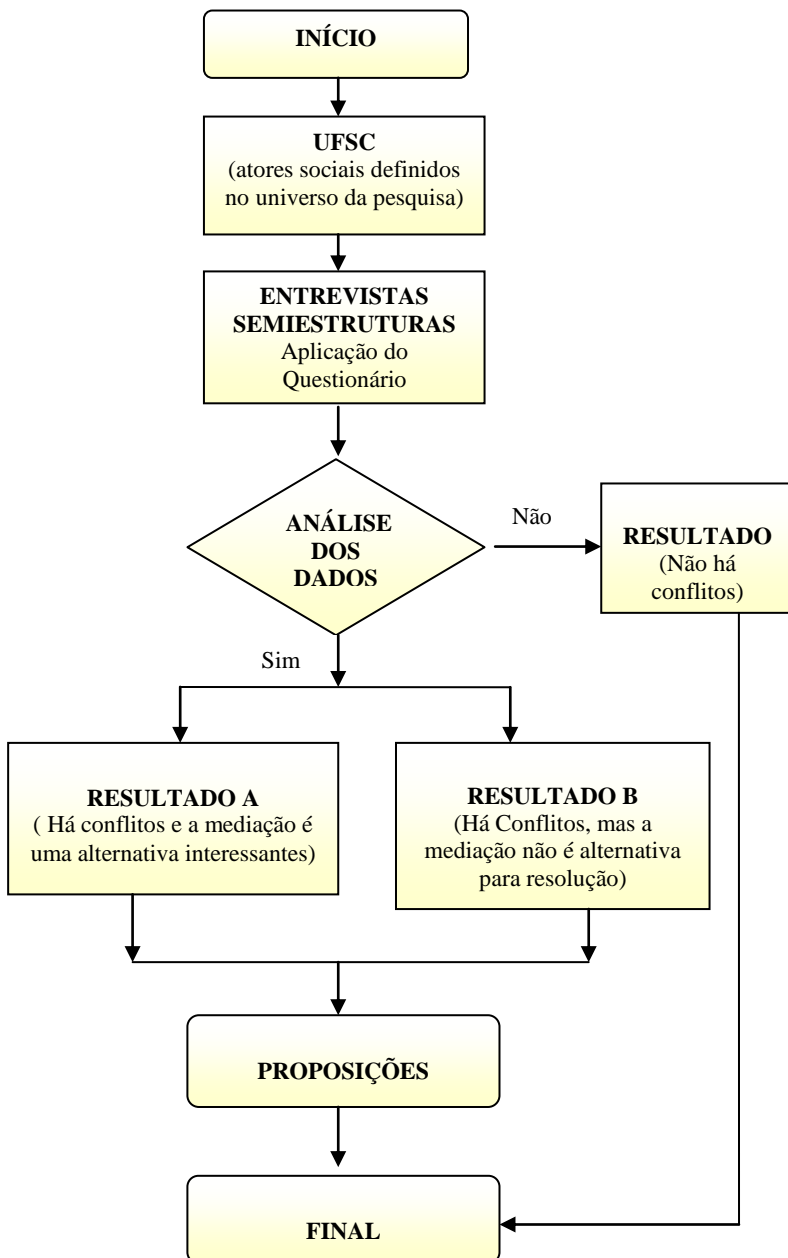 INÍCIO
UFSC
(atores sociais definidos
no universo da pesquisa)
ENTREVISTAS
SEMIESTRUTURAS
Aplicação do
Questionário
ANÁLISE
DOS
DADOS
Não
RESULTADO
(Não há
conflitos)
Sim
RESULTADO A
( Há conflitos e a mediação é
uma alternativa interessantes)
RESULTADO B
(Há Conflitos, mas a
mediação não é alternativa
para resolução)
PROPOSIÇÕES
FINAL